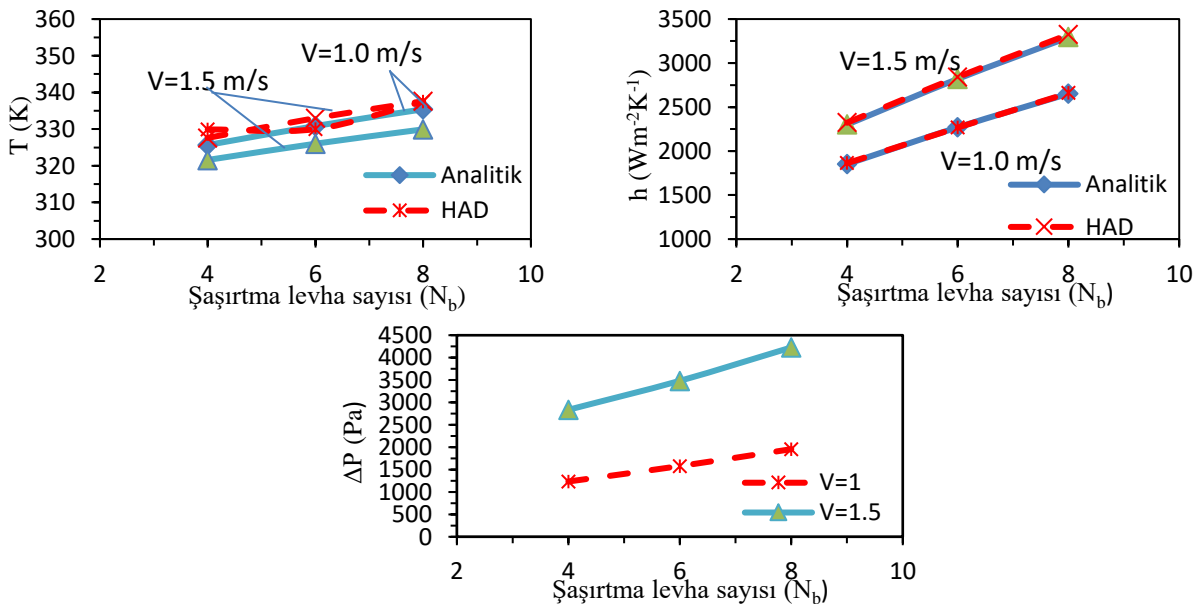 360
350
340
330
320
310
300
T (K)
V=1.0 m/s
V=1.5 m/s
Analitik
HAD
2
4
6
8
10
Şaşırtma levha sayısı (N_b)
3500
3000
2500
2000
1500
1000
h (Wm⁻²K⁻¹)
V=1.5 m/s
V=1.0 m/s
Analitik
HAD
2
4
6
8
10
Şaşırtma levha sayısı (N_b)
4500
4000
3500
3000
2500
2000
1500
1000
500
0
ΔP (Pa)
V=1
V=1.5
2
4
6
8
10
Şaşırtma levha sayısı (N_b)